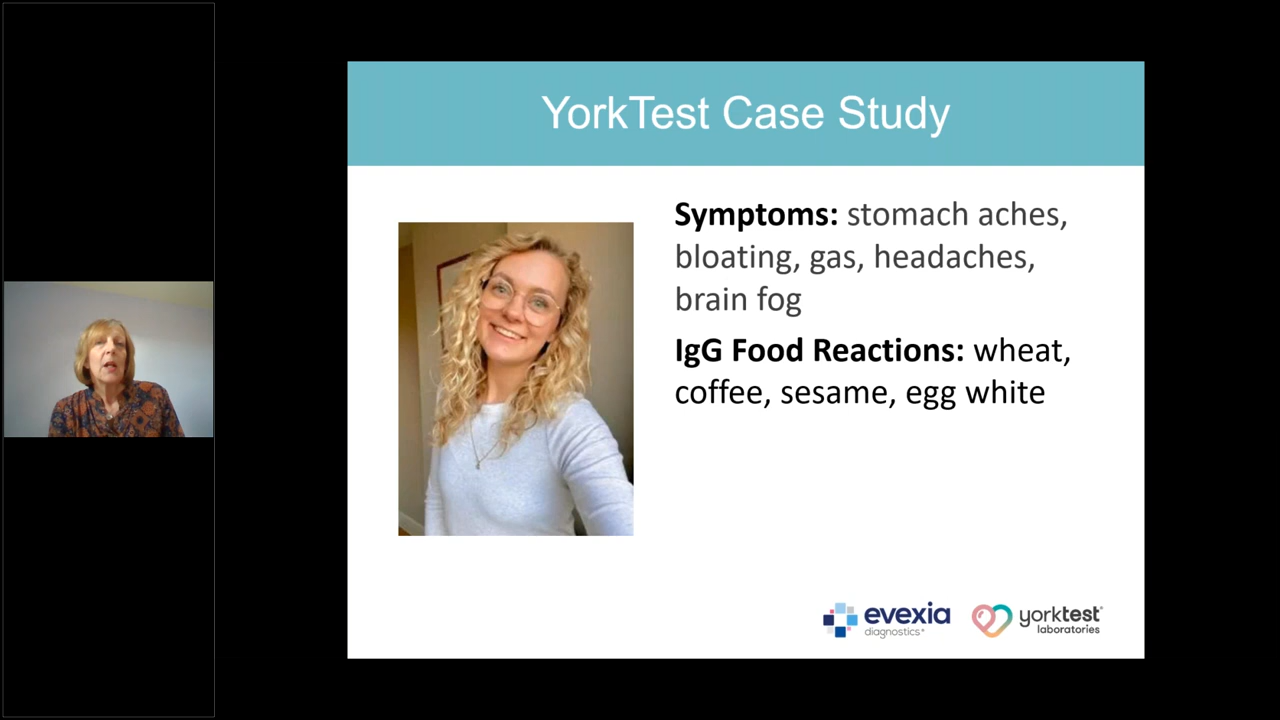 YorkTest Case Study
Symptoms: stomach aches,
bloating, gas, headaches,
brain fog
IgG Food Reactions: wheat,
coffee, sesame, egg white
evexia
diagnostics
yorktest
laboratories